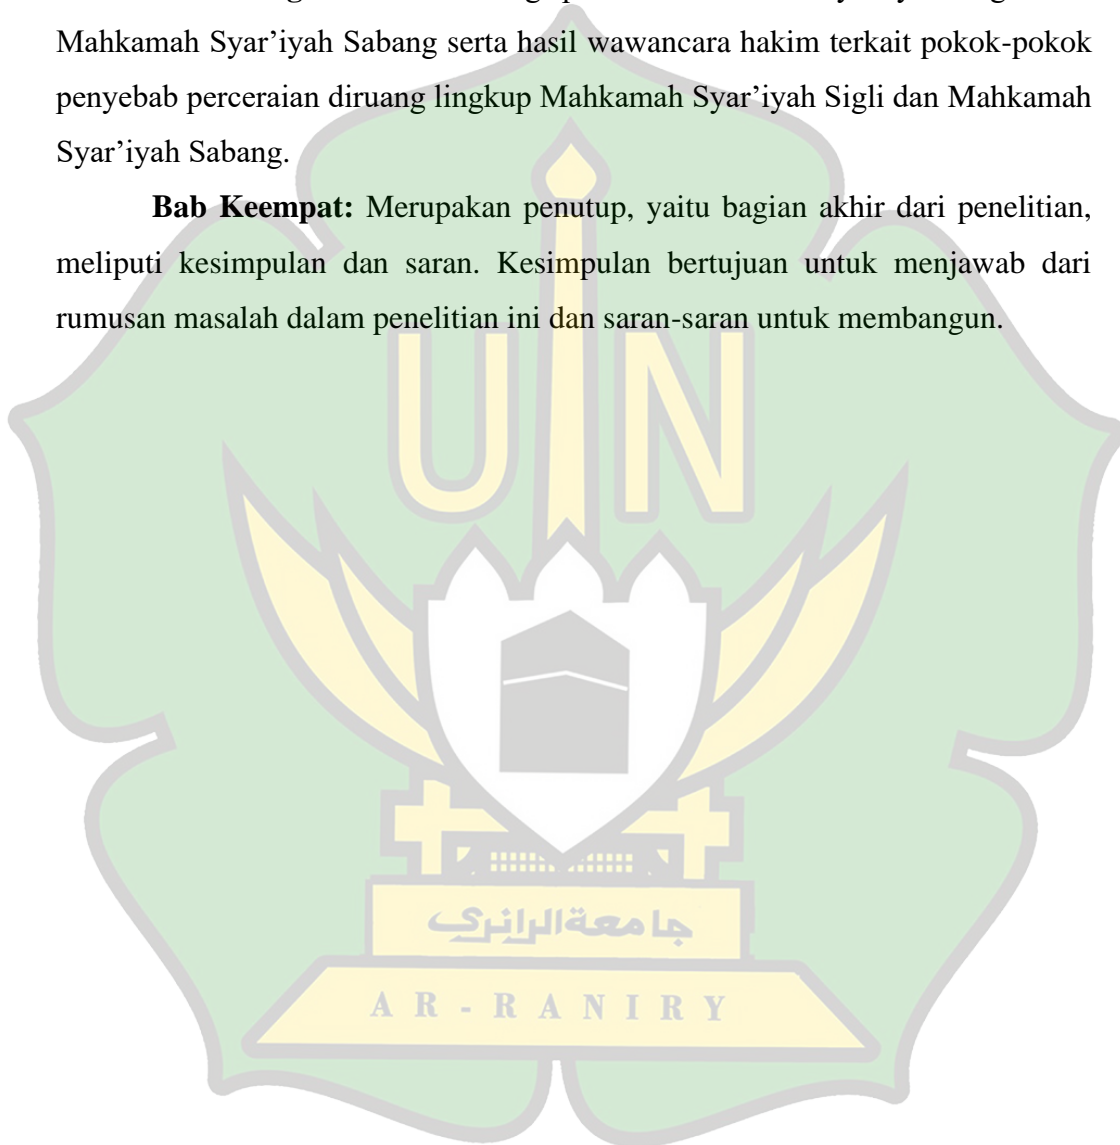 Mahkamah Syar’iyah Sabang serta hasil wawancara hakim terkait pokok-pokok
penyebab perceraian diruang lingkup Mahkamah Syar’iyah Sigli dan Mahkamah
Syar’iyah Sabang.
Bab Keempat: Merupakan penutup, yaitu bagian akhir dari penelitian,
meliputi kesimpulan dan saran. Kesimpulan bertujuan untuk menjawab dari
rumusan masalah dalam penelitian ini dan saran-saran untuk membangun.
UIN
جامعة الرانري
AR-RANIRY